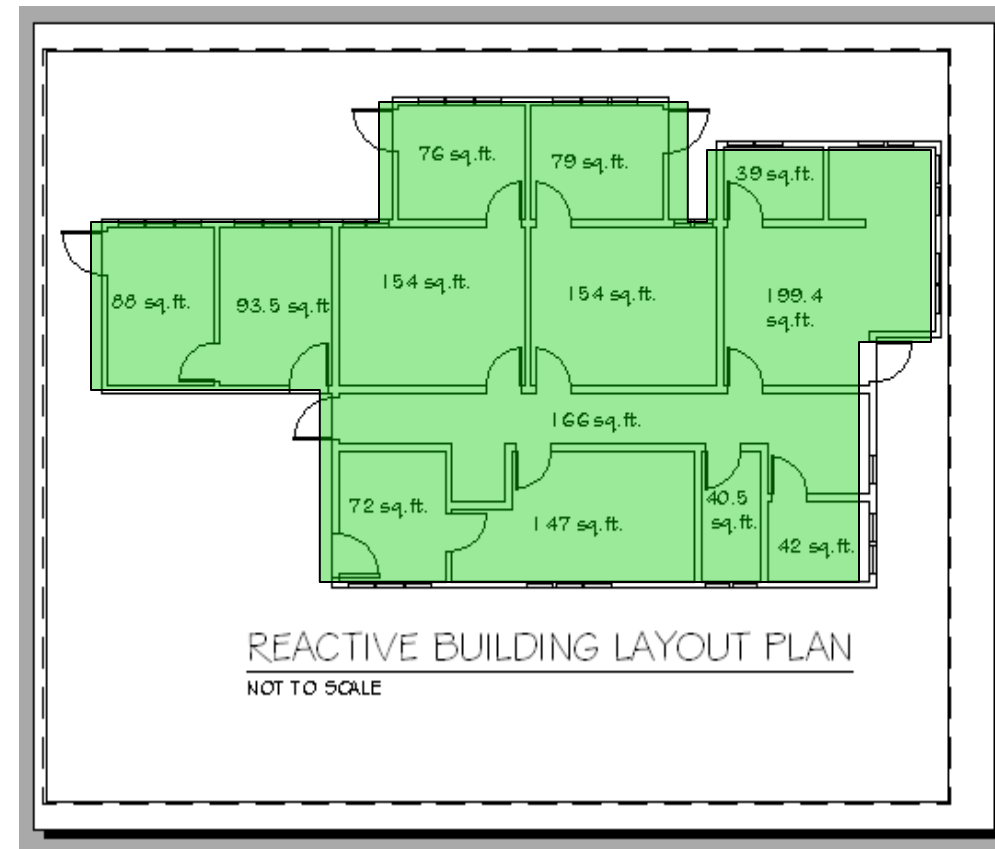 76 sq.ft.
79 sq.ft.
39 sq.ft.
88 sq.ft.
93.5 sq.ft
154 sq.ft.
154 sq.ft.
199.4
sq.ft.
166 sq.ft.
72 sq.ft.
147 sq.ft.
40.5
sq.ft.
42 sq.ft.
REACTIVE BUILDING LAYOUT PLAN
NOT TO SCALE